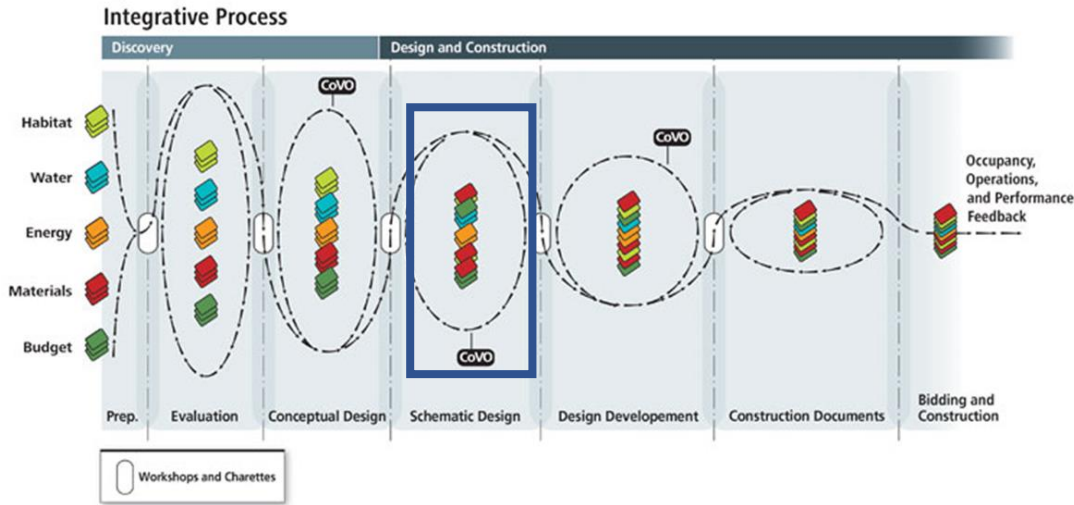 Integrative Process
Discovery
Design and Construction
CoVO
CoVO
Habitat
Water
Energy
Materials
Budget
Occupancy,
Operations,
and Performance
Feedback
CoVO
Prep.
Evaluation
Conceptual Design
Schematic Design
Design Developement
Construction Documents
Bidding and
Construction
Workshops and Charettes